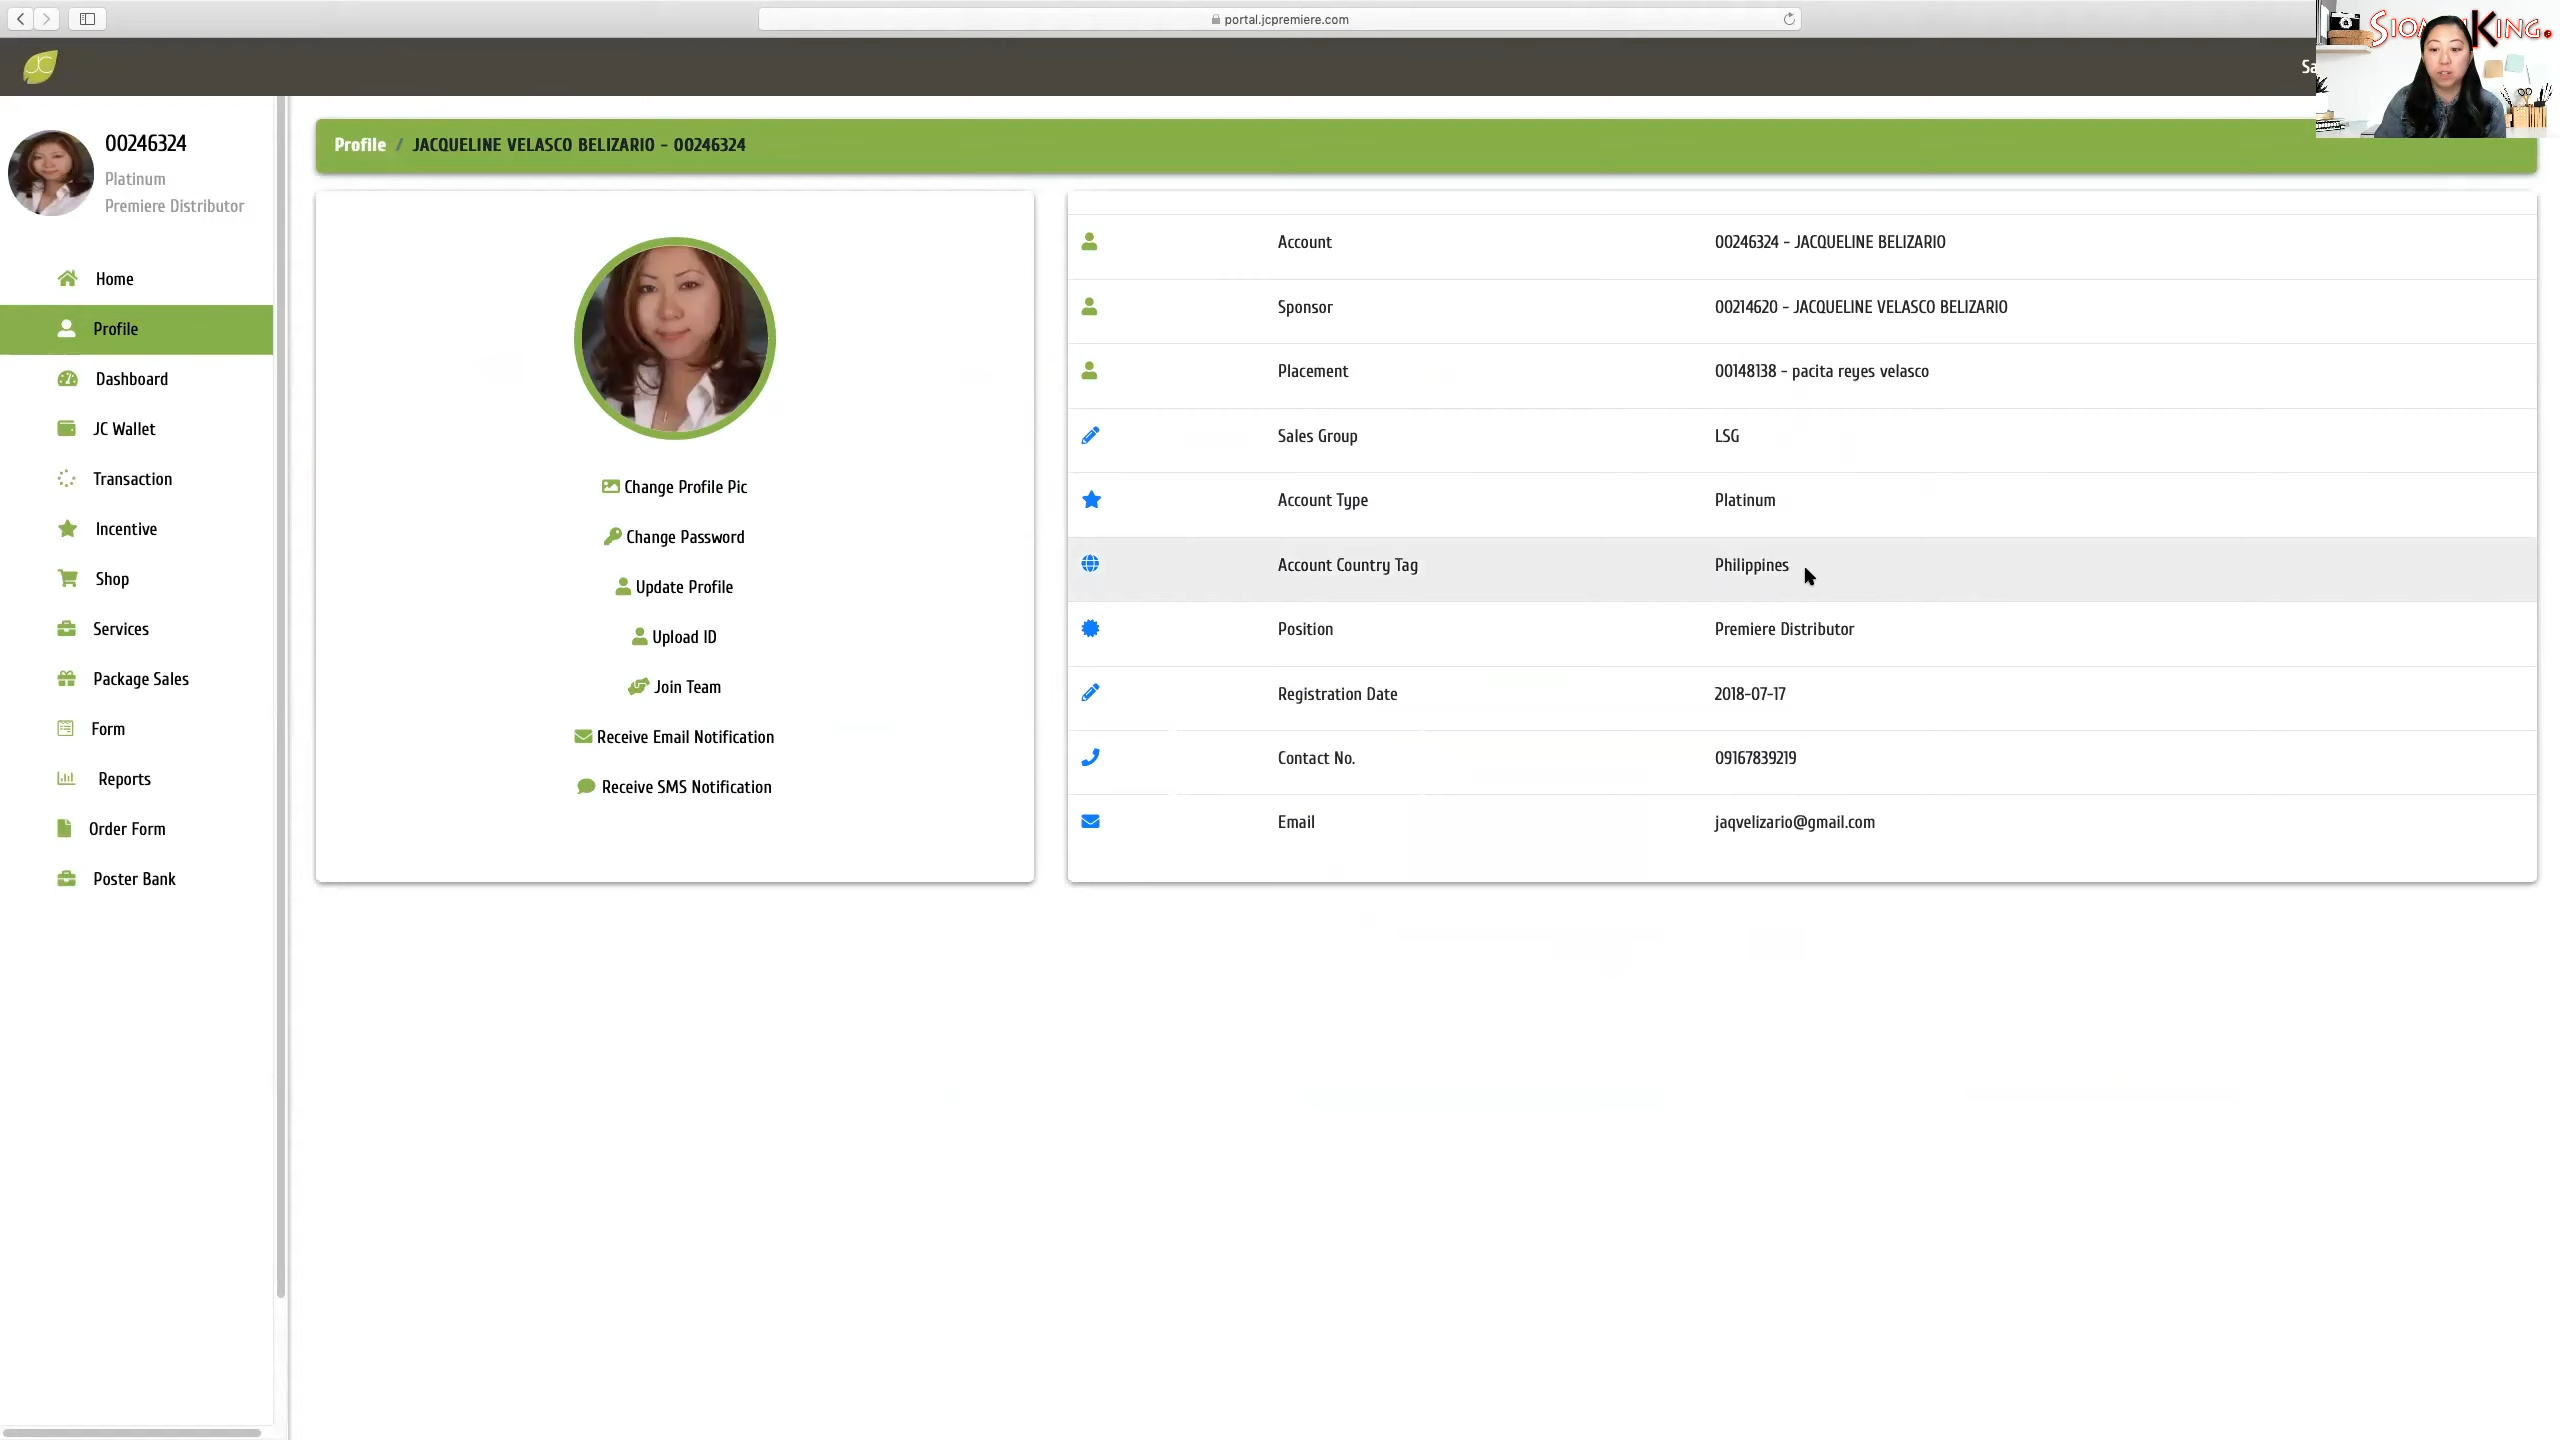 portal.jcpremiere.com
JC
Sa
00246324
Platinum
Premiere Distributor
Home
Profile
Dashboard
JC Wallet
Transaction
Incentive
Shop
Services
Package Sales
Form
Reports
Order Form
Poster Bank
Profile / JACQUELINE VELASCO BELIZARIO - 00246324
Change Profile Pic
Change Password
Update Profile
Upload ID
Join Team
Receive Email Notification
Receive SMS Notification
Account 00246324 - JACQUELINE BELIZARIO
Sponsor 00214620 - JACQUELINE VELASCO BELIZARIO
Placement 00148138 - pacita reyes velasco
Sales Group LSG
Account Type Platinum
Account Country Tag Philippines
Position Premiere Distributor
Registration Date 2018-07-17
Contact No. 09167839219
Email jaqvelizario@gmail.com